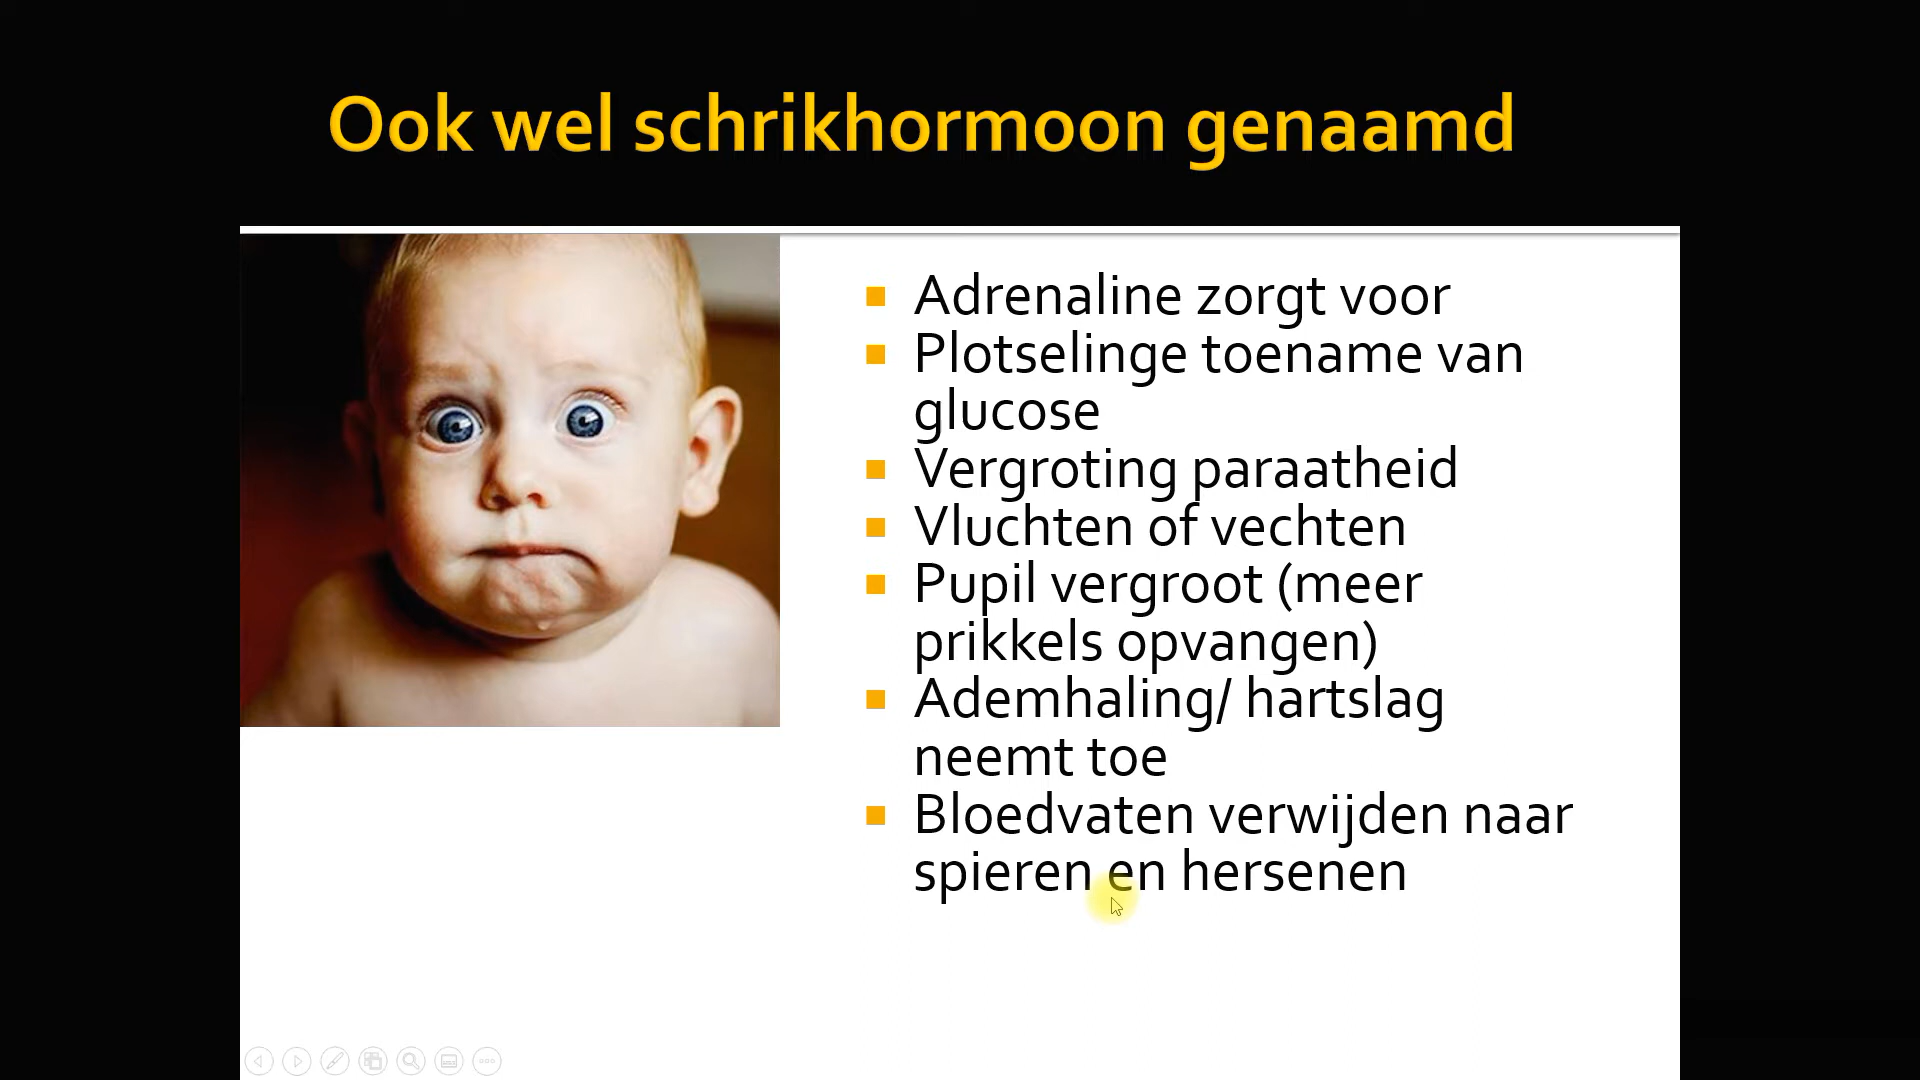 Ook wel schrikhormoon genaamd
Adrenaline zorgt voor
Plotselinge toename van
glucose
Vergroting paraatheid
Vluchten of vechten
Pupil vergroot (meer
prikkels opvangen)
Ademhaling/ hartslag
neemt toe
Bloedvaten verwijden naar
spieren en hersenen